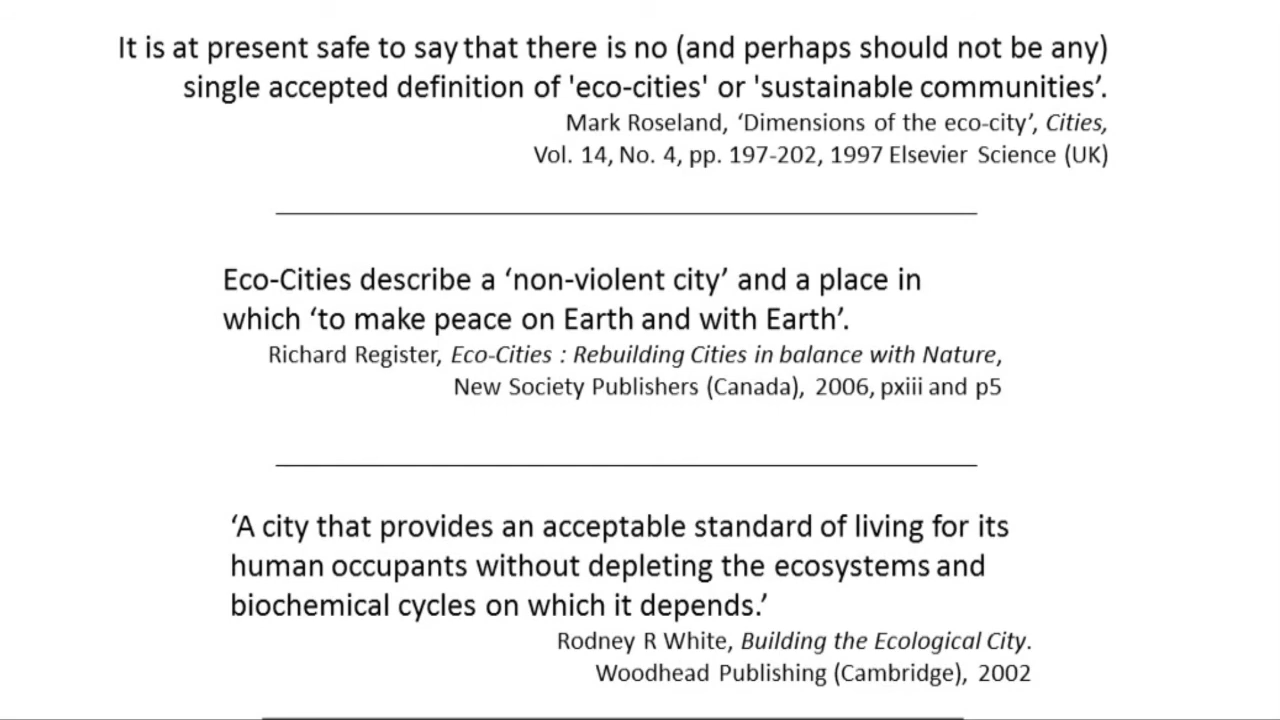 It is at present safe to say that there is no (and perhaps should not be any)
single accepted definition of 'eco-cities' or 'sustainable communities’.
Mark Roseland, ‘Dimensions of the eco-city’, Cities,
Vol. 14, No. 4, pp. 197-202, 1997 Elsevier Science (UK)
Eco-Cities describe a ‘non-violent city’ and a place in
which ‘to make peace on Earth and with Earth’.
Richard Register, Eco-Cities : Rebuilding Cities in balance with Nature,
New Society Publishers (Canada), 2006, pxiii and p5
‘A city that provides an acceptable standard of living for its
human occupants without depleting the ecosystems and
biochemical cycles on which it depends.’
Rodney R White, Building the Ecological City.
Woodhead Publishing (Cambridge), 2002